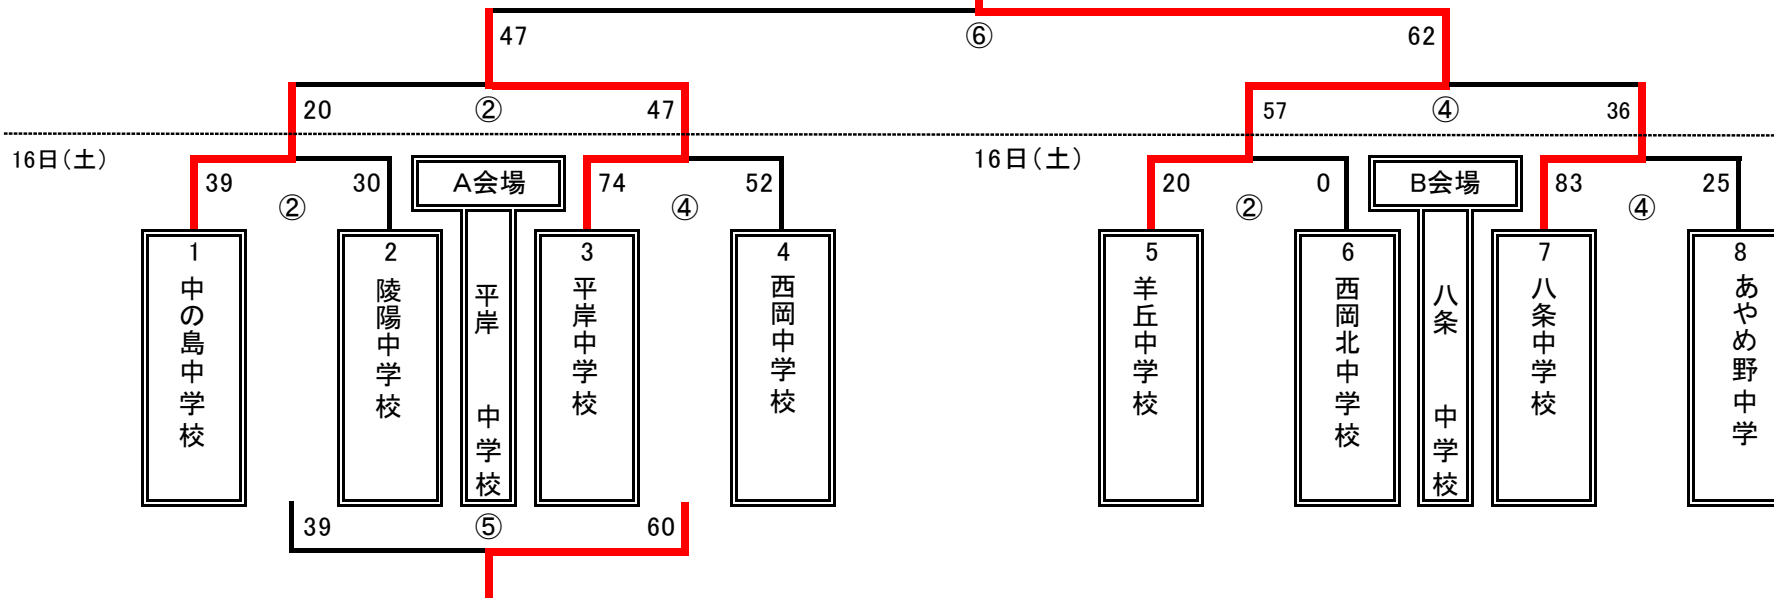 47
⑥
62
20
②
47
57
④
36
16日(土)
16日(土)
39
30
②
A会場
74
52
④
20
0
②
B会場
83
25
④
1
中の島中学校
2
陵陽中学校
平岸 中学校
3
平岸中学校
4
西岡中学校
5
羊丘中学校
6
西岡北中学校
八条 中学校
7
八条中学校
8
あやめ野中学
39
⑤
60